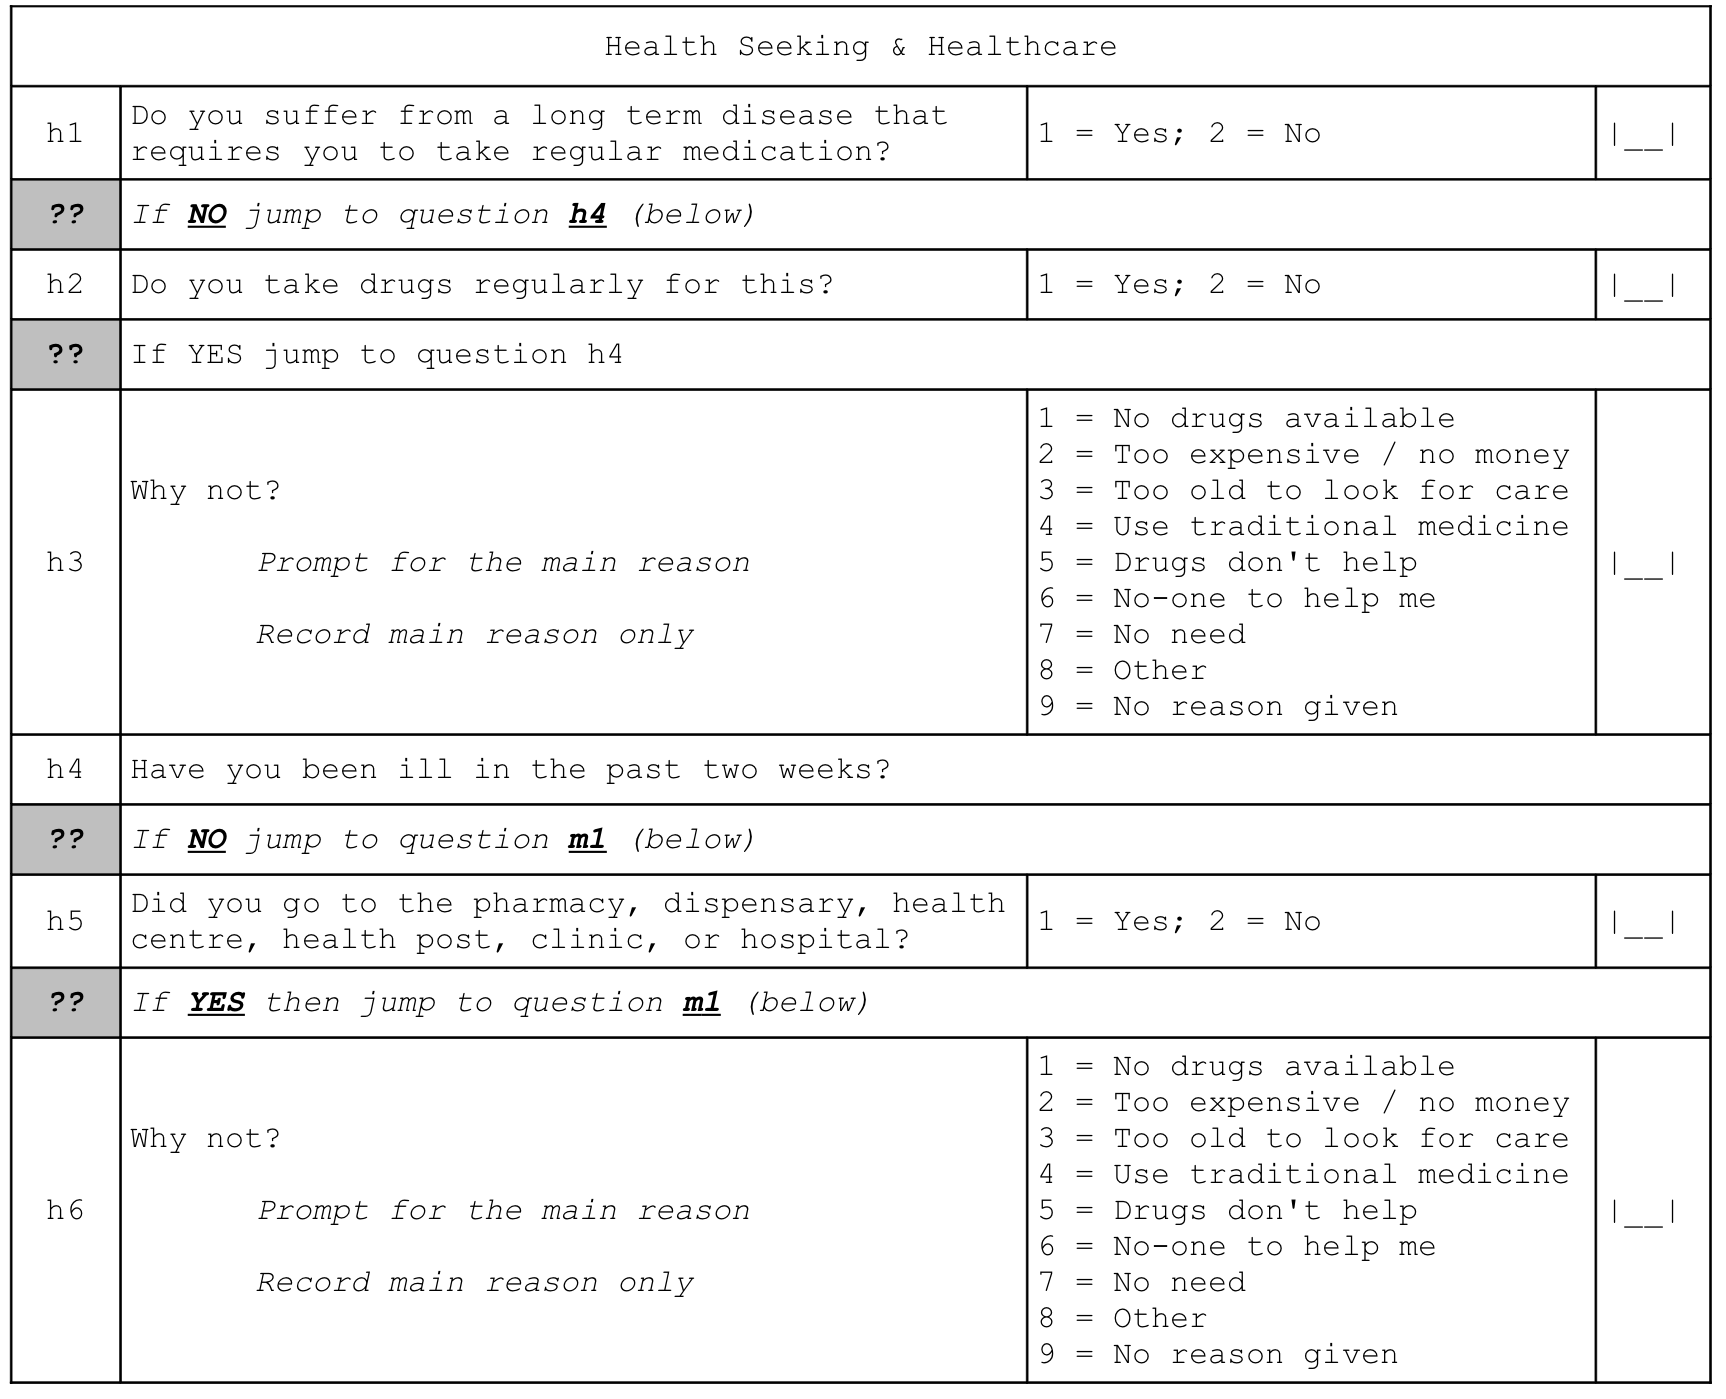 Health Seeking & Healthcare
h1
Do you suffer from a long term disease that
requires you to take regular medication?
1 = Yes; 2 = No
|__|
??
If NO jump to question h4 (below)
h2
Do you take drugs regularly for this?
1 = Yes; 2 = No
|__|
??
If YES jump to question h4
h3
Why not?
Prompt for the main reason
Record main reason only
1 = No drugs available
2 = Too expensive / no money
3 = Too old to look for care
4 = Use traditional medicine
5 = Drugs don't help
6 = No-one to help me
7 = No need
8 = Other
9 = No reason given
|__|
h4
Have you been ill in the past two weeks?
??
If NO jump to question m1 (below)
h5
Did you go to the pharmacy, dispensary, health
centre, health post, clinic, or hospital?
1 = Yes; 2 = No
|__|
??
If YES then jump to question m1 (below)
h6
Why not?
Prompt for the main reason
Record main reason only
1 = No drugs available
2 = Too expensive / no money
3 = Too old to look for care
4 = Use traditional medicine
5 = Drugs don't help
6 = No-one to help me
7 = No need
8 = Other
9 = No reason given
|__|